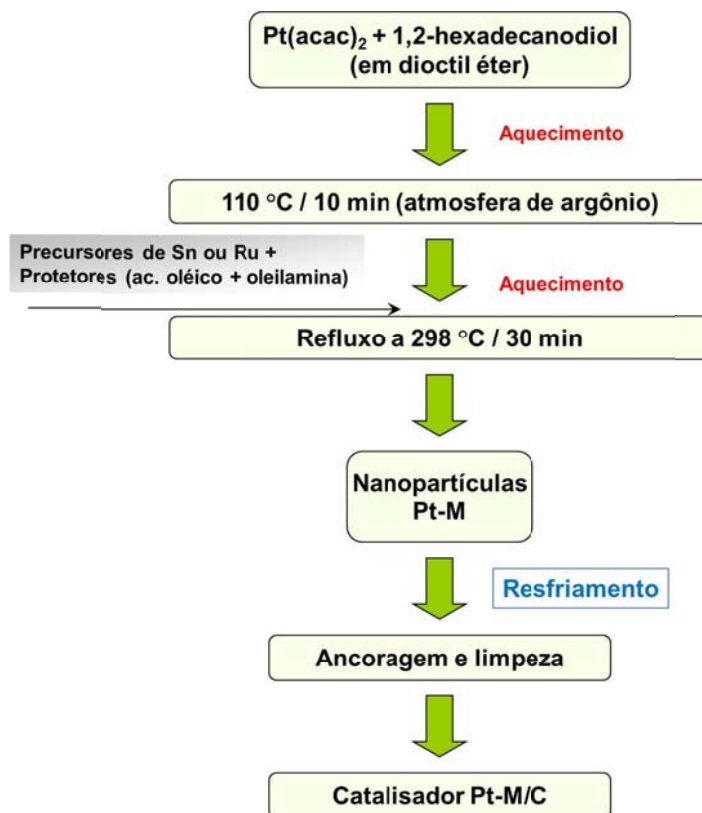 Pt(acac)₂ + 1,2-hexadecanodiol
(em dioctil éter)
Aquecimento
110 °C / 10 min (atmosfera de argônio)
Precursores de Sn ou Ru +
Protetores (ac. oléico + oleilamina)
Aquecimento
Refluxo a 298 °C / 30 min
Nanopartículas
Pt-M
Resfriamento
Ancoragem e limpeza
Catalisador Pt-M/C